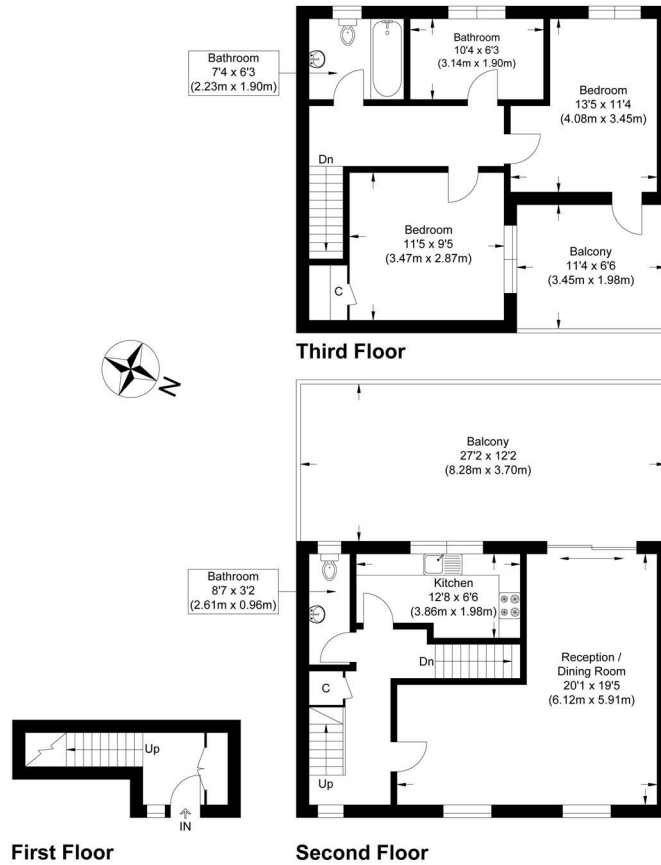 Bathroom
7'4 x 6'3
(2.23m x 1.90m)
Bathroom
10'4 x 6'3
(3.14m x 1.90m)
Bedroom
13'5 x 11'4
(4.08m x 3.45m)
Dn
Bedroom
11'5 x 9'5
(3.47m x 2.87m)
Balcony
11'4 x 6'6
(3.45m x 1.98m)
C
Third Floor
N
Balcony
27'2 x 12'2
(8.28m x 3.70m)
Bathroom
8'7 x 3'2
(2.61m x 0.96m)
Kitchen
12'8 x 6'6
(3.86m x 1.98m)
Dn
Reception /
Dining Room
20'1 x 19'5
(6.12m x 5.91m)
C
Up
Up
IN
First Floor
Second Floor